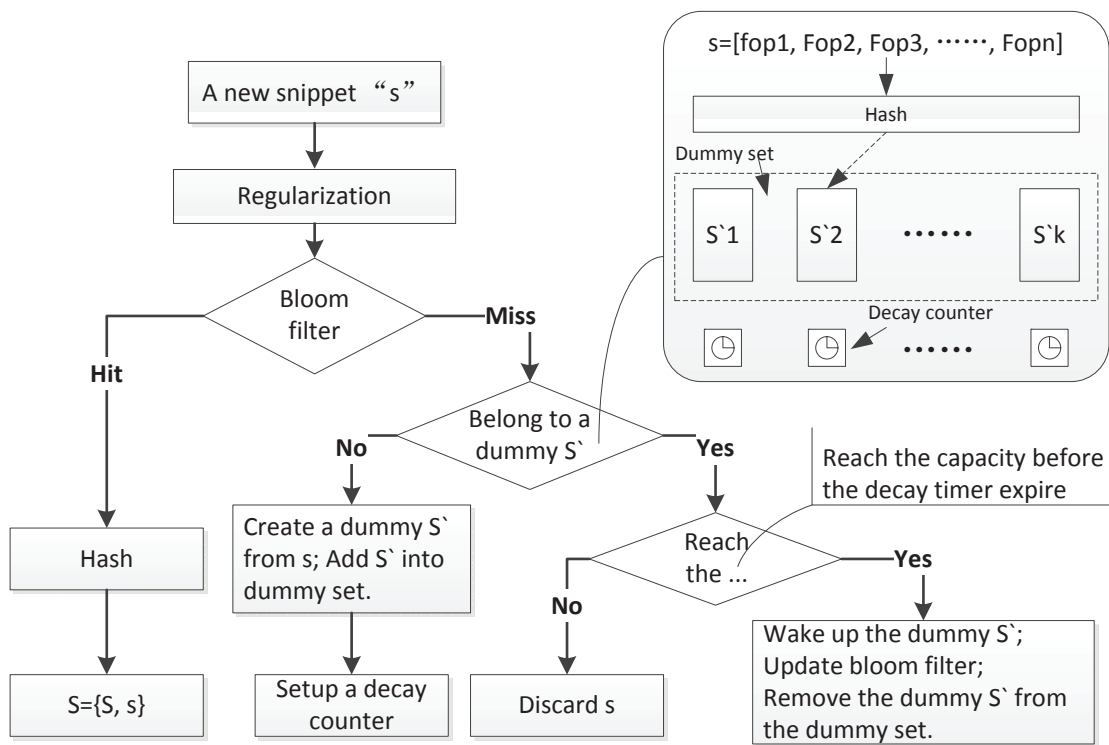 s=[fop1, Fop2, Fop3, ⋯⋯, Fopn]
Hash
Dummy set
S`1
S`2
⋯⋯
S`k
Decay counter
⋯⋯
A new snippet “s”
Regularization
Bloom
filter
Hit
Miss
Belong to a
dummy S`
No
Yes
Reach the capacity before
the decay timer expire
Hash
Create a dummy S`
from s; Add S` into
dummy set.
Reach
the ...
No
Yes
S={S, s}
Setup a decay
counter
Discard s
Wake up the dummy S`;
Update bloom filter;
Remove the dummy S` from
the dummy set.